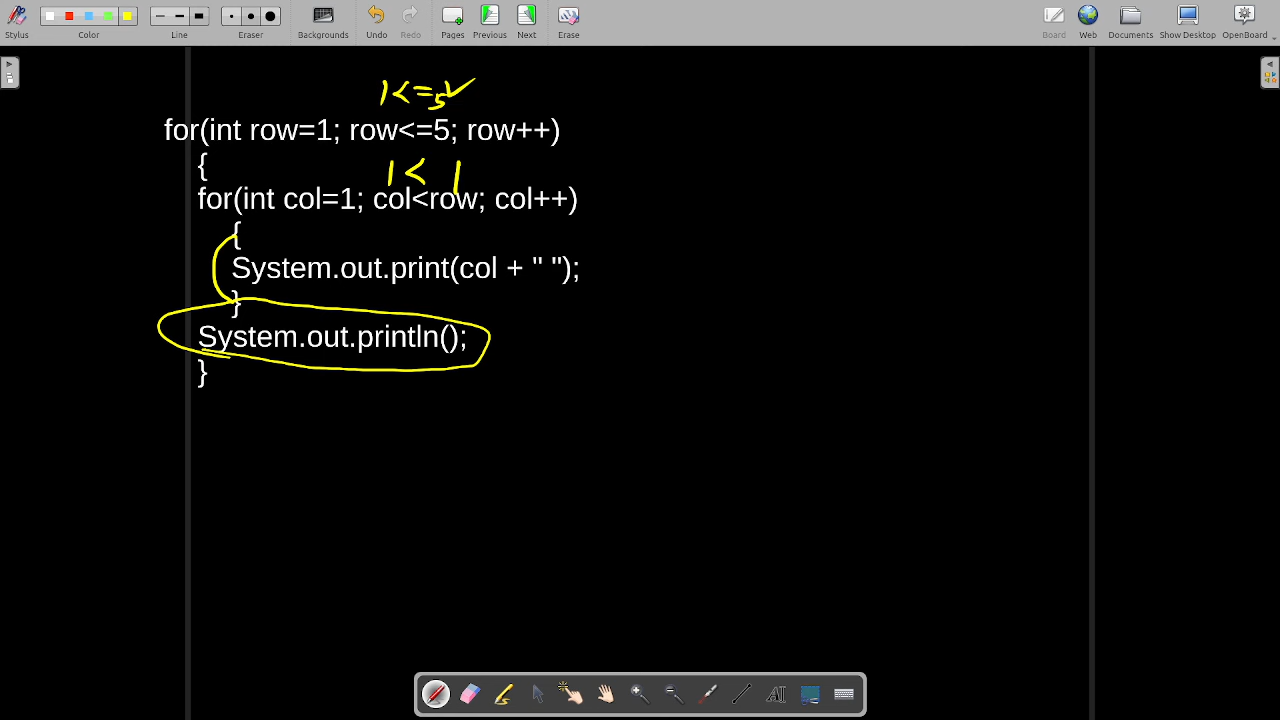 Stylus Color Line Eraser Backgrounds Undo Redo Pages Previous Next Erase Board Web Documents Show Desktop OpenBoard
1<=5✓
for(int row=1; row<=5; row++)
{
1< 1
for(int col=1; col<row; col++)
{
System.out.print(col + " ");
}
System.out.println();
}
AI